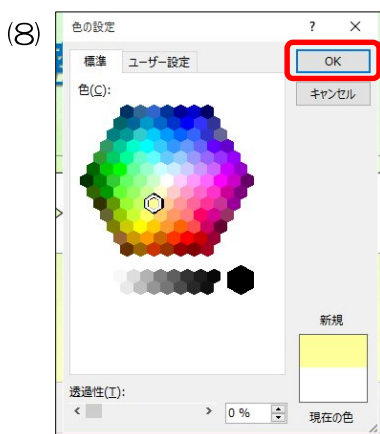 (8)
色の設定 ? ×
標準 ユーザー設定
OK
キャンセル
色(C):
新規
透過性(T):
0 %
現在の色